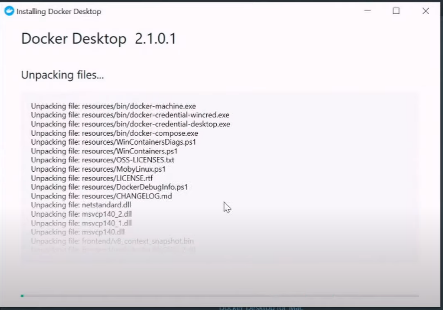 Installing Docker Desktop
Docker Desktop 2.1.0.1
Unpacking files...
Unpacking file: resources/bin/docker-machine.exe
Unpacking file: resources/bin/docker-credential-wincred.exe
Unpacking file: resources/bin/docker-credential-desktop.exe
Unpacking file: resources/bin/docker-compose.exe
Unpacking file: resources/WinContainersDiags.ps1
Unpacking file: resources/WinContainers.ps1
Unpacking file: resources/OSS-LICENSES.txt
Unpacking file: resources/MobyLinux.ps1
Unpacking file: resources/LICENSE.rtf
Unpacking file: resources/DockerDebugInfo.ps1
Unpacking file: resources/CHANGELOG.md
Unpacking file: netstandard.dll
Unpacking file: msvcp140_2.dll
Unpacking file: msvcp140_1.dll
Unpacking file: msvcp140.dll
Unpacking file: frontend/v8_context_snapshot.bin